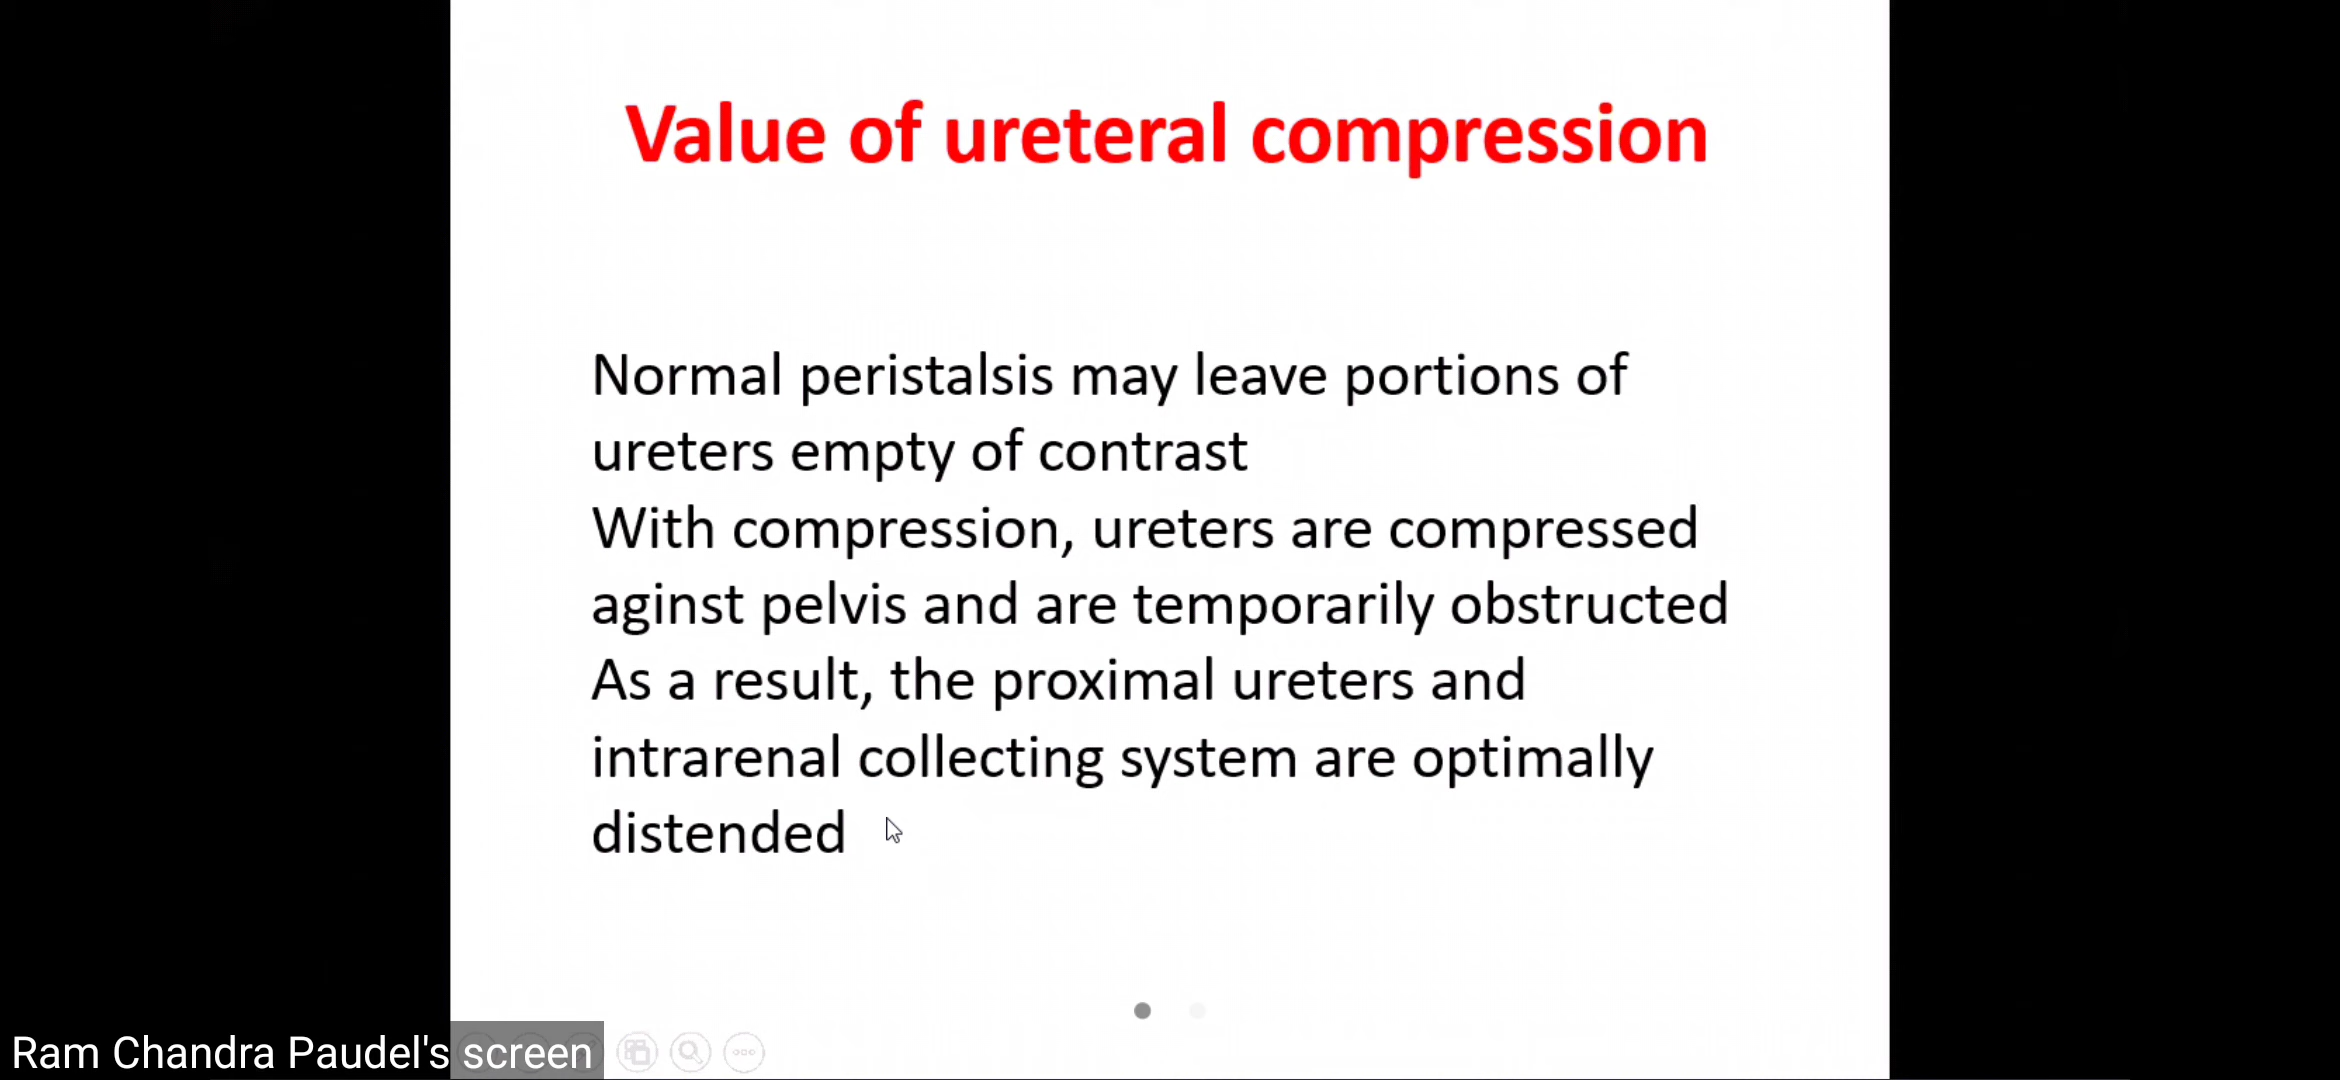 Value of ureteral compression
Normal peristalsis may leave portions of
ureters empty of contrast
With compression, ureters are compressed
aginst pelvis and are temporarily obstructed
As a result, the proximal ureters and
intrarenal collecting system are optimally
distended
Ram Chandra Paudel's screen